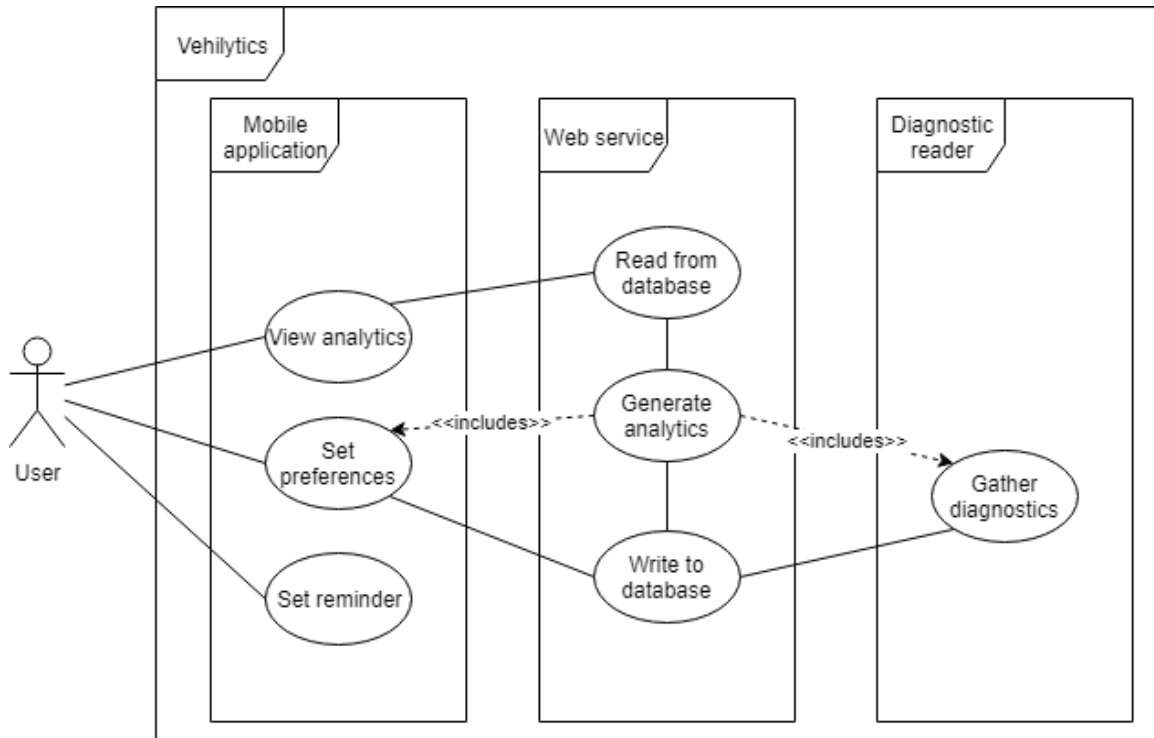 Vehilytics
Mobile
application
Web service
Diagnostic
reader
Read from
database
View analytics
Generate
analytics
<<includes>>
<<includes>>
Set
preferences
Gather
diagnostics
User
Write to
database
Set reminder